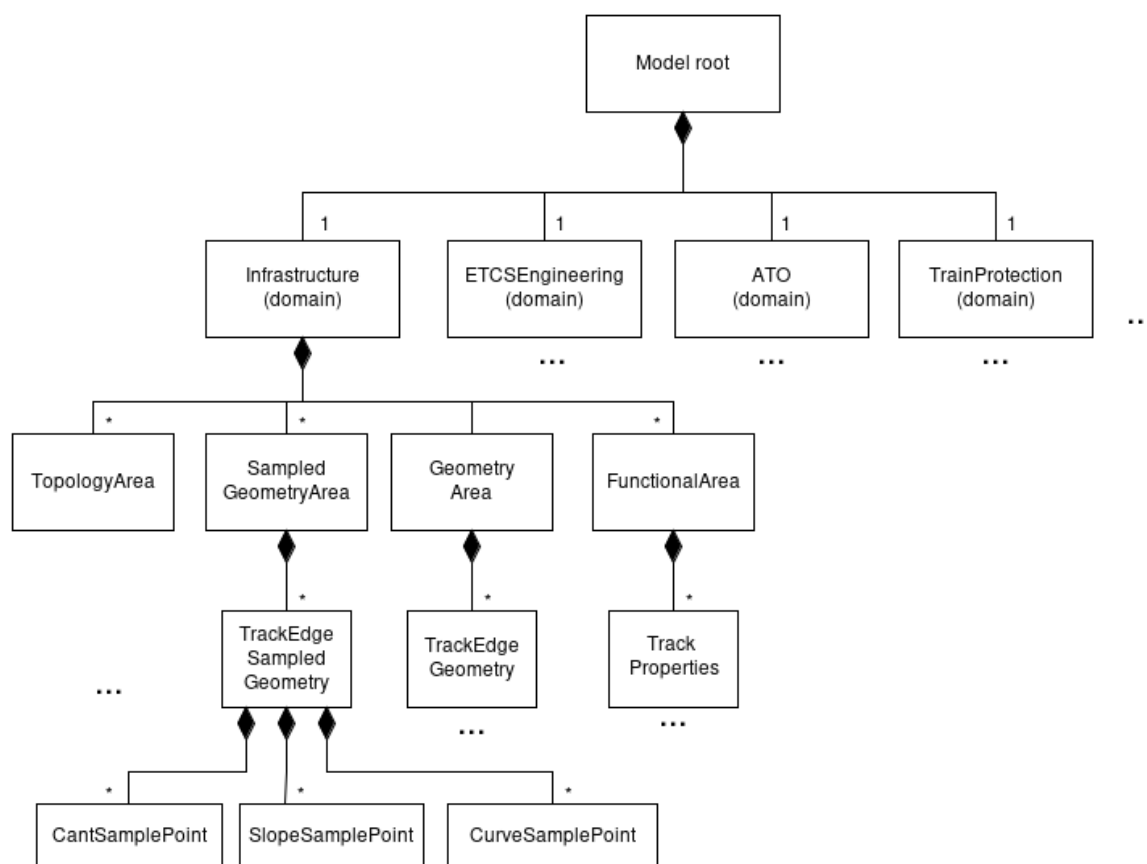 Model root
1
1
1
1
Infrastructure
(domain)
ETCSEngineering
(domain)
ATO
(domain)
TrainProtection
(domain)
...
...
...
...
*
*
*
TopologyArea
Sampled
GeometryArea
Geometry
Area
FunctionalArea
*
*
*
TrackEdge
Sampled
Geometry
TrackEdge
Geometry
Track
Properties
...
...
...
*
*
*
CantSamplePoint
SlopeSamplePoint
CurveSamplePoint